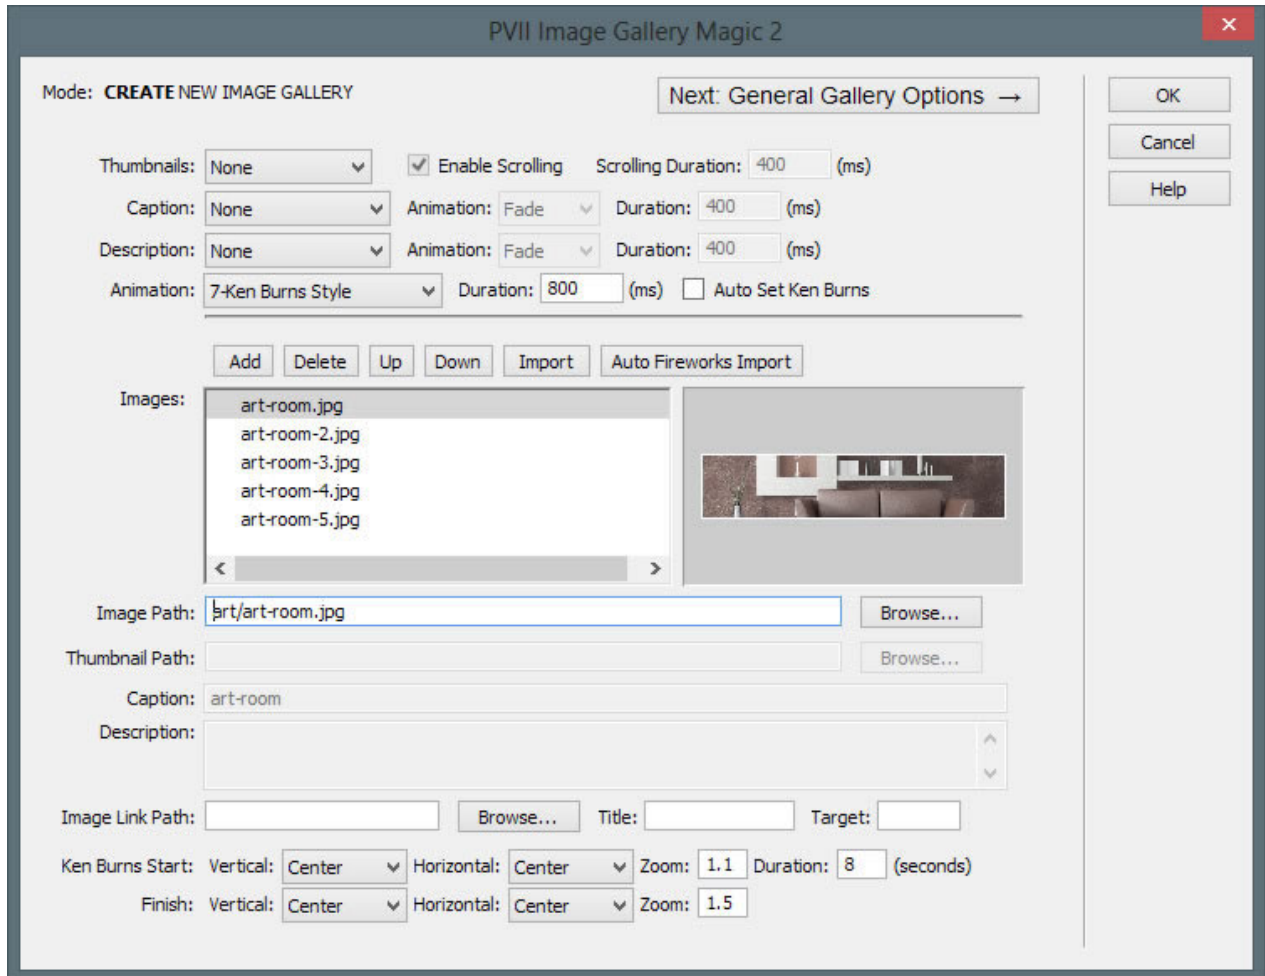 PVII Image Gallery Magic 2
Mode: CREATE NEW IMAGE GALLERY
Next: General Gallery Options →
OK
Cancel
Help
Thumbnails: None Enable Scrolling Scrolling Duration: 400 (ms)
Caption: None Animation: Fade Duration: 400 (ms)
Description: None Animation: Fade Duration: 400 (ms)
Animation: 7-Ken Burns Style Duration: 800 (ms) Auto Set Ken Burns
Add Delete Up Down Import Auto Fireworks Import
Images:
art-room.jpg
art-room-2.jpg
art-room-3.jpg
art-room-4.jpg
art-room-5.jpg
Image Path: art/art-room.jpg Browse...
Thumbnail Path: Browse...
Caption: art-room
Description:
Image Link Path: Browse... Title: Target:
Ken Burns Start: Vertical: Center Horizontal: Center Zoom: 1.1 Duration: 8 (seconds)
Finish: Vertical: Center Horizontal: Center Zoom: 1.5